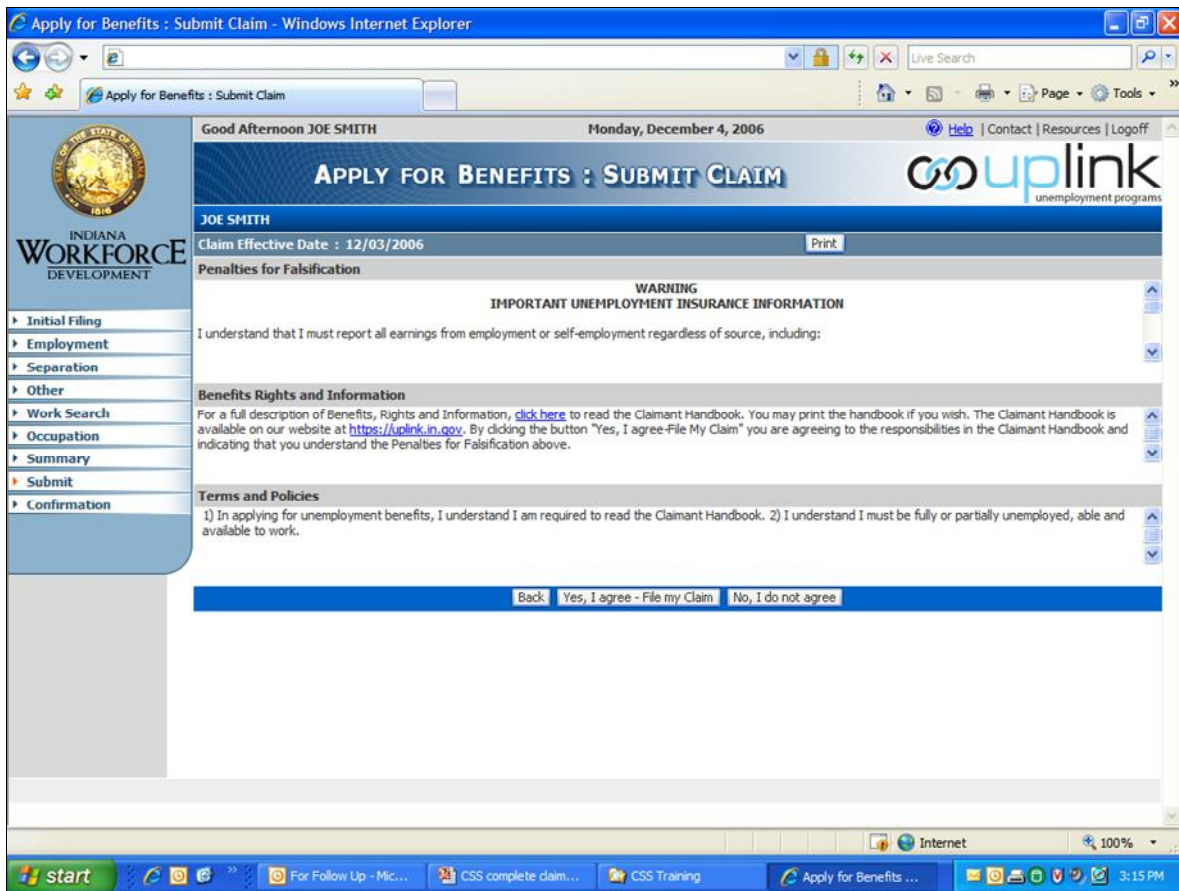 Apply for Benefits : Submit Claim - Windows Internet Explorer
Live Search
Apply for Benefits : Submit Claim
Page
Tools
Good Afternoon JOE SMITH
Monday, December 4, 2006
Help | Contact | Resources | Logoff
APPLY FOR BENEFITS : SUBMIT CLAIM
uplink
unemployment programs
1816
INDIANA
WORKFORCE
DEVELOPMENT
JOE SMITH
Claim Effective Date : 12/03/2006
Print
Initial Filing
Employment
Separation
Other
Work Search
Occupation
Summary
Submit
Confirmation
Penalties for Falsification
WARNING
IMPORTANT UNEMPLOYMENT INSURANCE INFORMATION
I understand that I must report all earnings from employment or self-employment regardless of source, including:
Benefits Rights and Information
For a full description of Benefits, Rights and Information, click here to read the Claimant Handbook. You may print the handbook if you wish. The Claimant Handbook is
available on our website at https://uplink.in.gov. By clicking the button "Yes, I agree-File My Claim" you are agreeing to the responsibilities in the Claimant Handbook and
indicating that you understand the Penalties for Falsification above.
Terms and Policies
1) In applying for unemployment benefits, I understand I am required to read the Claimant Handbook. 2) I understand I must be fully or partially unemployed, able and
available to work.
Back
Yes, I agree - File my Claim
No, I do not agree
Internet
100%
start
For Follow Up - Mic...
CSS complete claim...
CSS Training
Apply for Benefits ...
3:15 PM